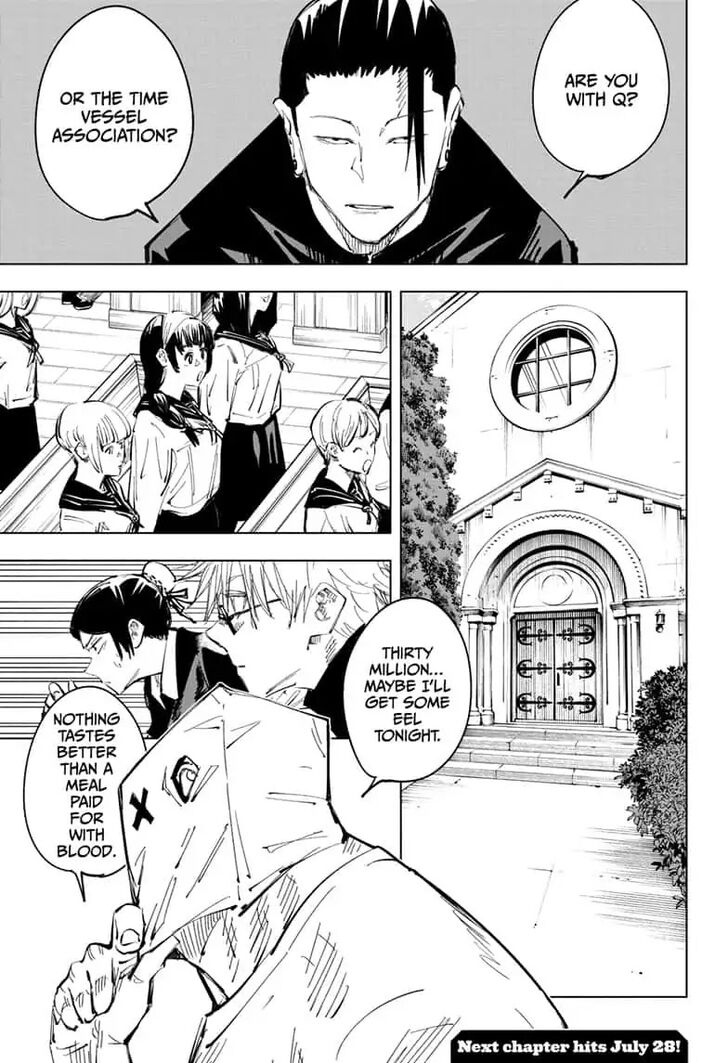 ARE YOU
WITH Q?
OR THE TIME
VESSEL
ASSOCIATION?
THIRTY
MILLION...
MAYBE I'LL
GET SOME
EEL
TONIGHT.
NOTHING
TASTES
BETTER
THAN A
MEAL
PAID
FOR
WITH
BLOOD.
Next chapter hits July 28!